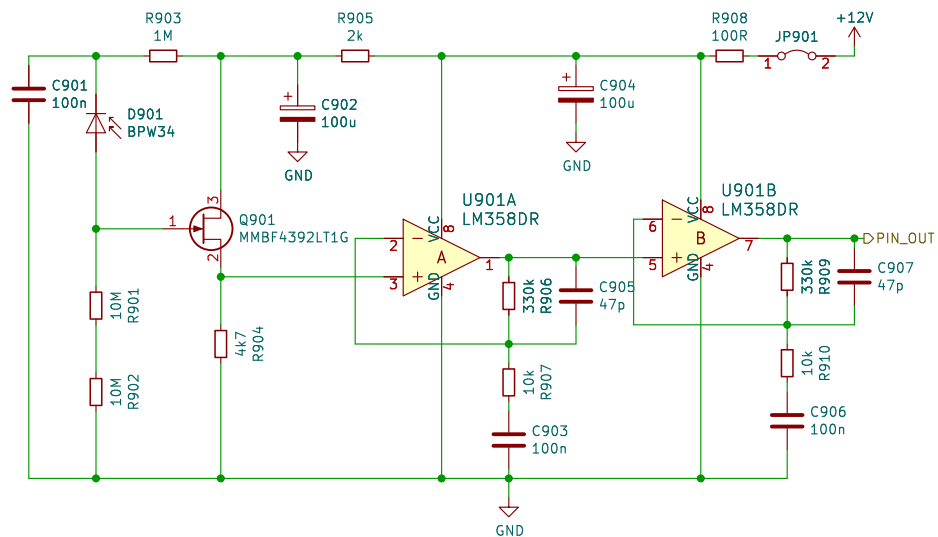 R903
1M
R905
2k
R908
100R
JP901
1
2
+12V
C901
100n
D901
BPW34
C902
100u
GND
C904
100u
GND
Q901
MMBF4392LT1G
1
3
2
U901A
LM358DR
VCC
8
2
3
A
1
GND
4
U901B
LM358DR
VCC
8
6
5
B
7
GND
4
PIN_OUT
10M
R901
10M
R902
4k7
R904
330k
R906
C905
47p
10k
R907
C903
100n
GND
330k
R909
C907
47p
10k
R910
C906
100n